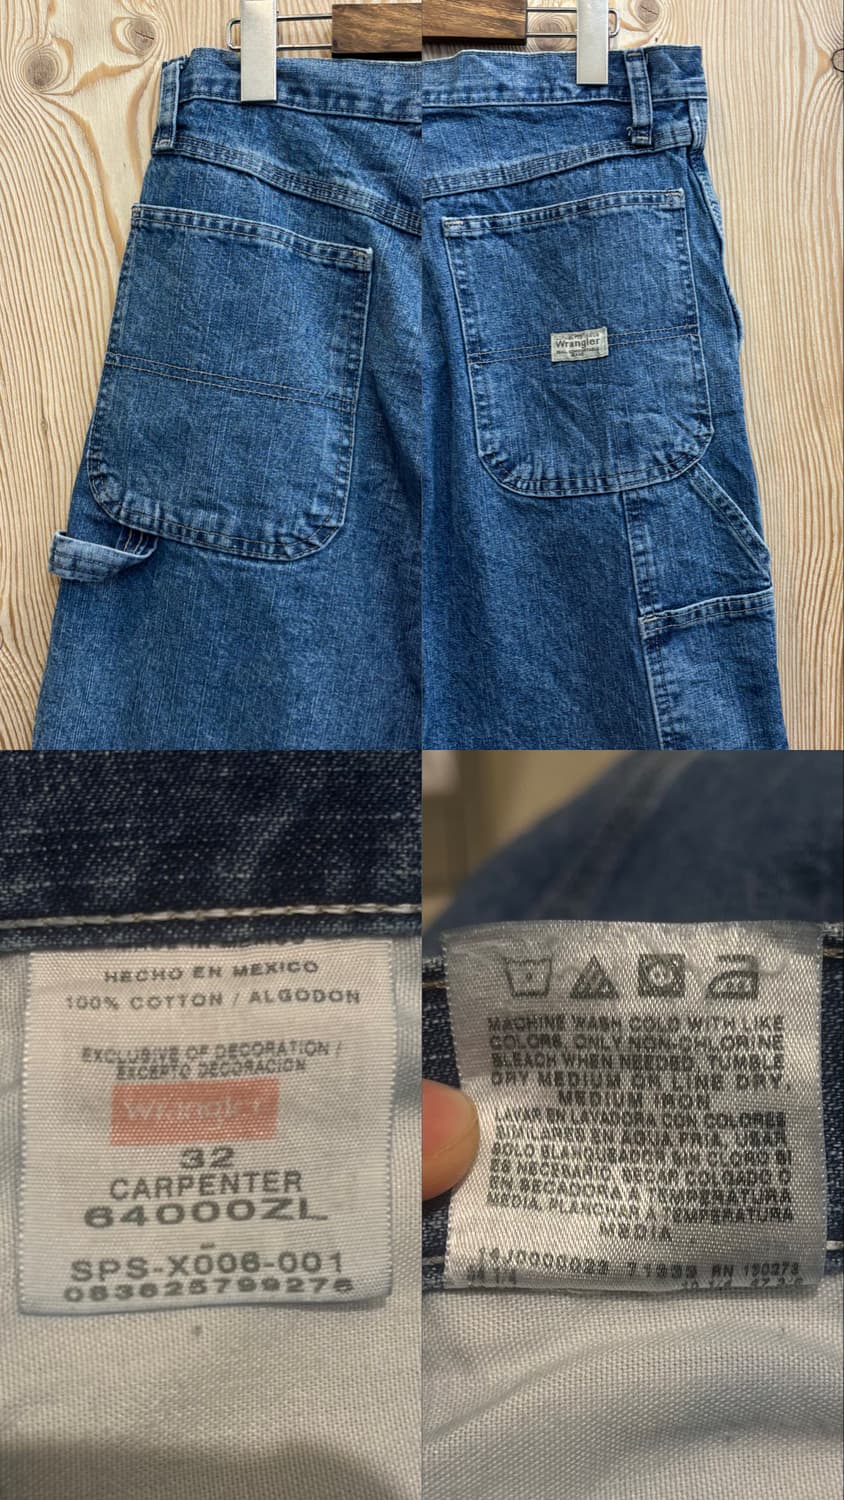 Wrangler
HECHO EN MEXICO
100% COTTON / ALGODON
EXCLUSIVE OF DECORATION /
EXCEPTO DECORACION
Wrangler
32
CARPENTER
64000ZL
SPS-X006-001
MACHINE WASH COLD WITH LIKE
COLORS, ONLY NON-CHLORINE
BLEACH WHEN NEEDED, TUMBLE
DRY MEDIUM OR LINE DRY,
MEDIUM IRON
LAVAR EN LAVADORA CON COLORES
SIMILARES EN AGUA FRIA, USAR
SOLO BLANQUEADOR SIN CLORO SI
ES NECESARIO, SECAR COLGADO O
EN SECADORA A TEMPERATURA
MEDIA, PLANCHAR A TEMPERATURA
MEDIA
RN 130273